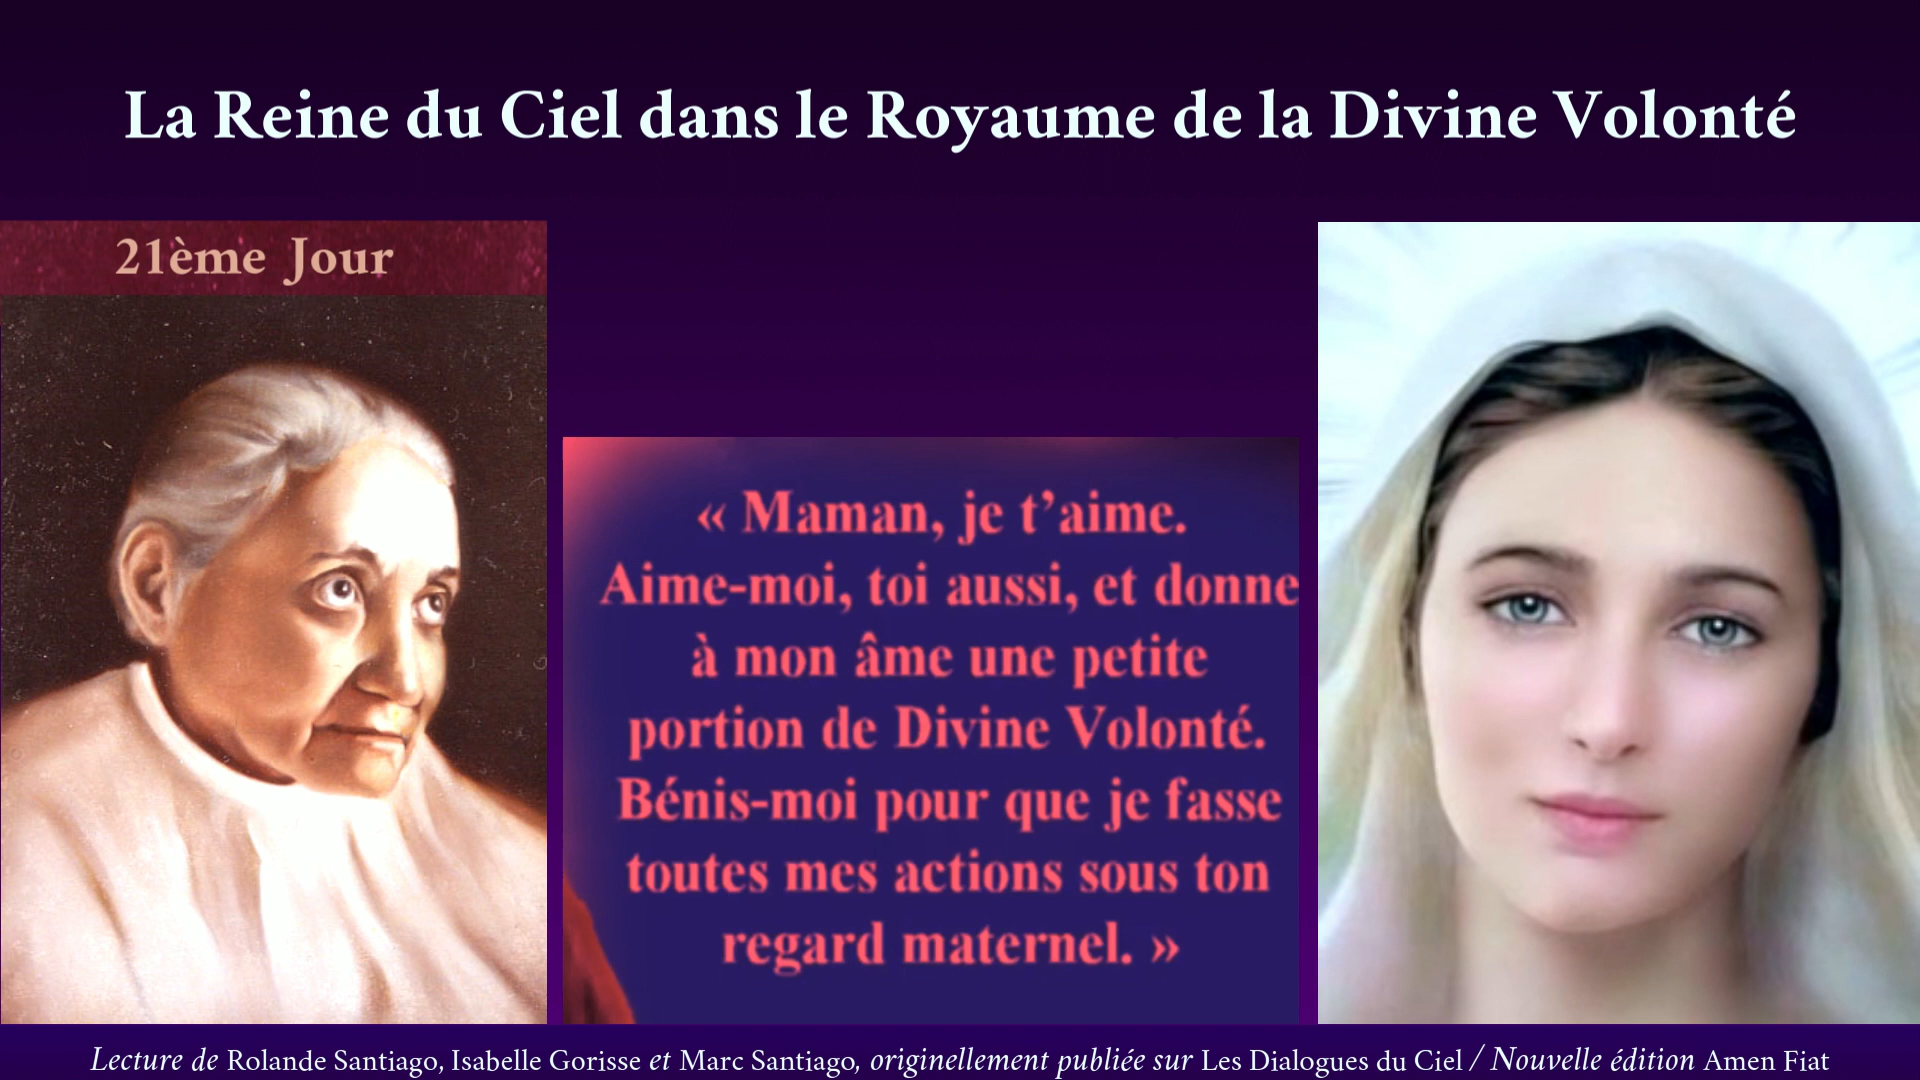 La Reine du Ciel dans le Royaume de la Divine Volonté
21ème Jour
« Maman, je t’aime.
Aime-moi, toi aussi, et donne
à mon âme une petite
portion de Divine Volonté.
Bénis-moi pour que je fasse
toutes mes actions sous ton
regard maternel. »
Lecture de Rolande Santiago, Isabelle Gorisse et Marc Santiago, originellement publiée sur Les Dialogues du Ciel / Nouvelle édition Amen Fiat